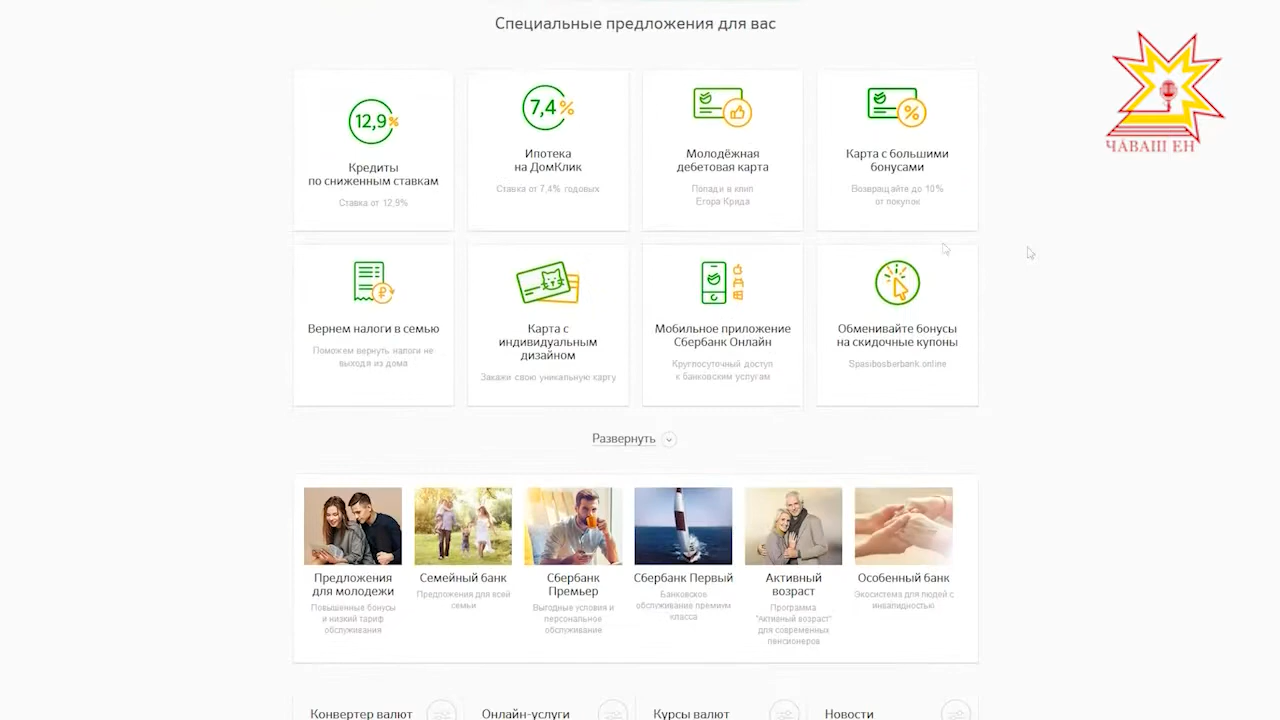 Специальные предложения для вас
ЧӐВАШ ЕН
12,9%
Кредиты
по сниженным ставкам
Ставка от 12,9%
7,4%
Ипотека
на ДомКлик
Ставка от 7,4% годовых
Молодёжная
дебетовая карта
Попади в клип
Егора Крида
%
Карта с большими
бонусами
Возвращайте до 10%
от покупок
₽
Вернем налоги в семью
Поможем вернуть налоги не
выходя из дома
Карта с
индивидуальным
дизайном
Закажи свою уникальную карту
Мобильное приложение
Сбербанк Онлайн
Круглосуточный доступ
к банковским услугам
Обменивайте бонусы
на скидочные купоны
Spasibosberbank.online
Развернуть
Предложения
для молодежи
Повышенные бонусы
и низкий тариф
обслуживания
Семейный банк
Предложения для всей
семьи
Сбербанк
Премьер
Выгодные условия и
персональное
обслуживание
Сбербанк Первый
Банковское
обслуживание премиум
класса
Активный
возраст
Программа
"Активный возраст"
для современных
пенсионеров
Особенный банк
Экосистема для людей с
инвалидностью
Конвертер валют
Онлайн-услуги
Курсы валют
Новости